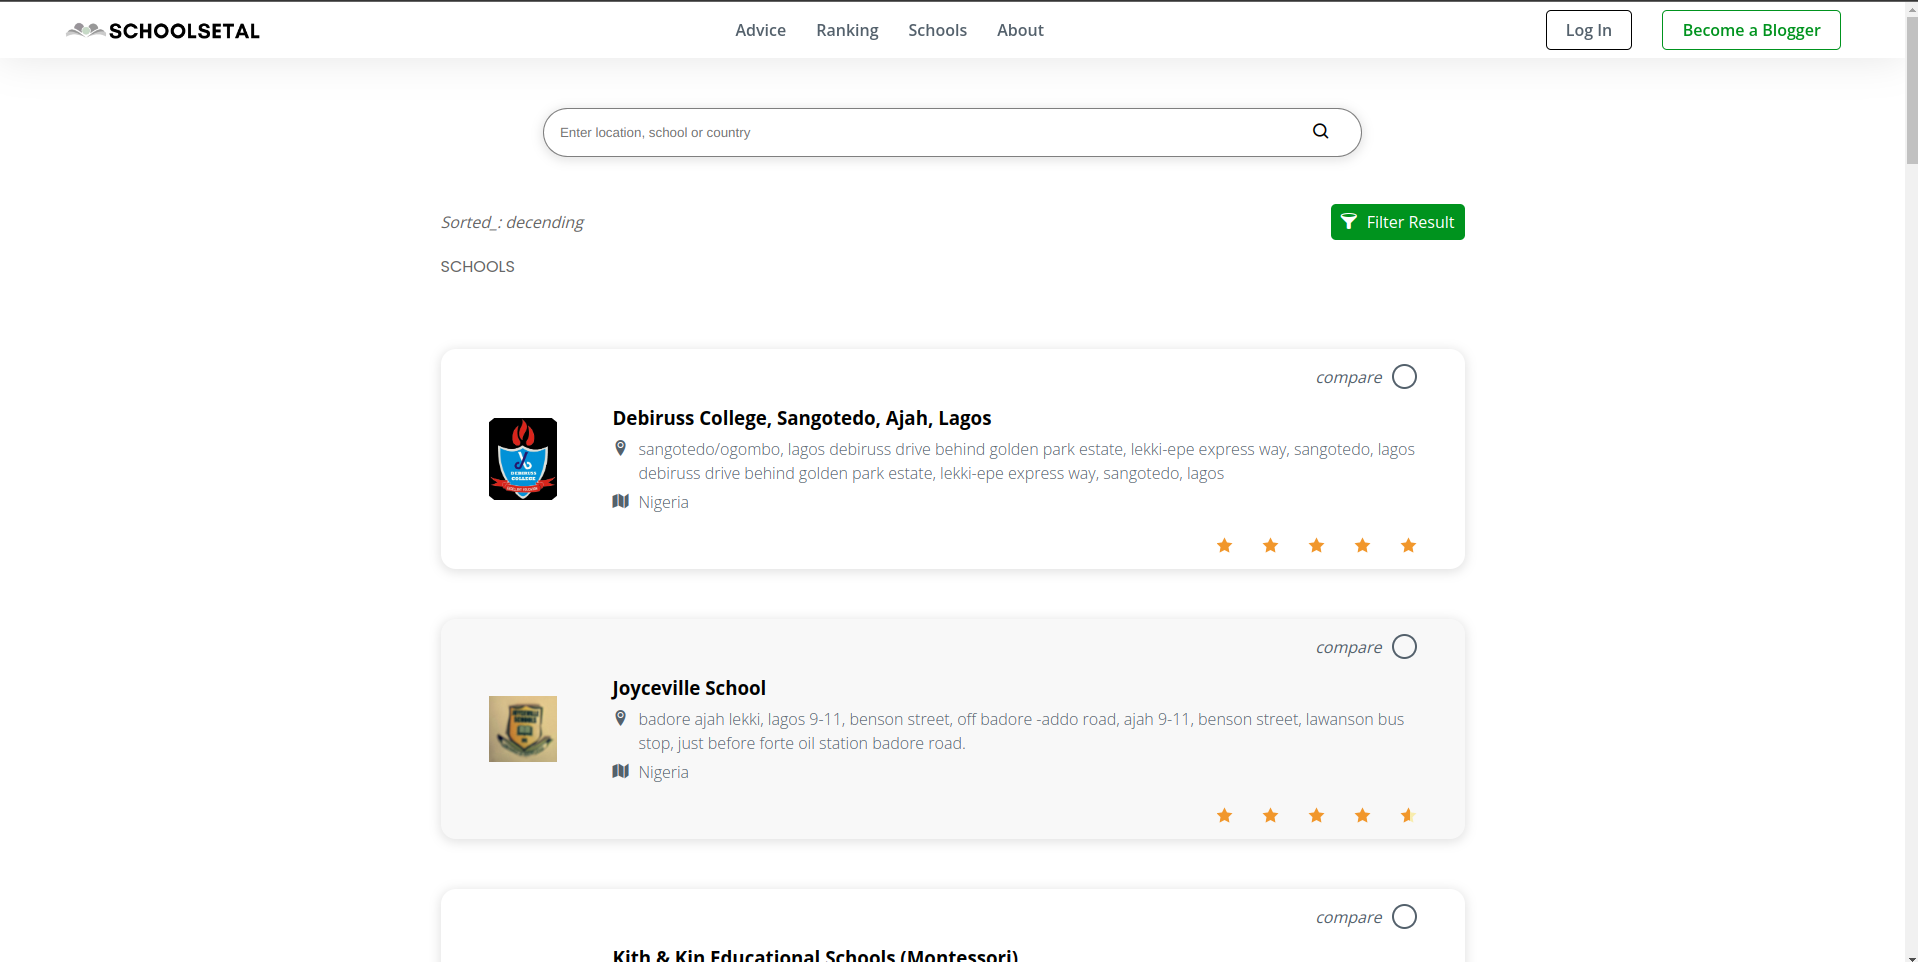 SCHOOLSETAL
Advice Ranking Schools About
Log In
Become a Blogger
Enter location, school or country
Sorted_: decending
Filter Result
SCHOOLS
compare
DEBIRUSS
COLLEGE
Debiruss College, Sangotedo, Ajah, Lagos
sangotedo/ogombo, lagos debiruss drive behind golden park estate, lekki-epe express way, sangotedo, lagos
debiruss drive behind golden park estate, lekki-epe express way, sangotedo, lagos
Nigeria
compare
JOYCEVILLE
SCHOOLS
Joyceville School
badore ajah lekki, lagos 9-11, benson street, off badore -addo road, ajah 9-11, benson street, lawanson bus
stop, just before forte oil station badore road.
Nigeria
compare
Kith & Kin Educational Schools (Montessori)